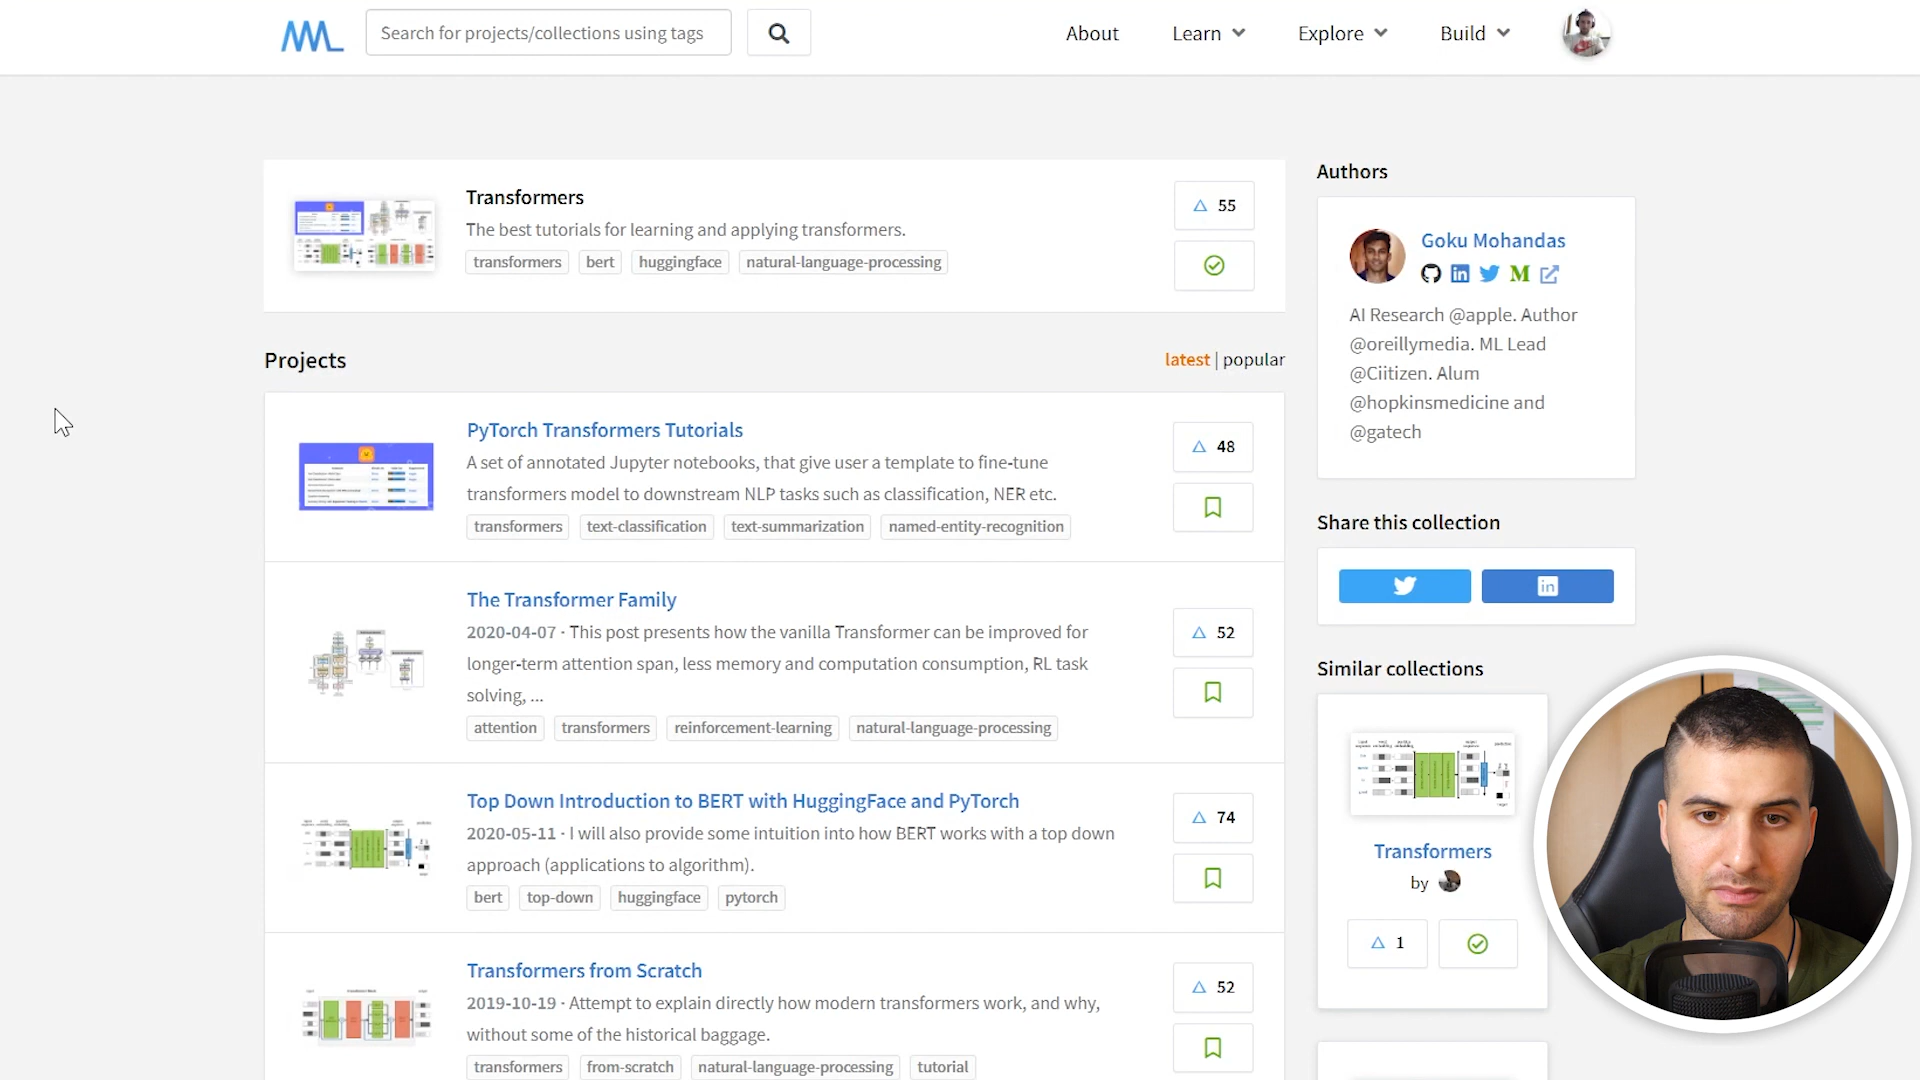 Search for projects/collections using tags
About
Learn
Explore
Build
Transformers
The best tutorials for learning and applying transformers.
transformers
bert
huggingface
natural-language-processing
55
Projects
latest | popular
PyTorch Transformers Tutorials
A set of annotated Jupyter notebooks, that give user a template to fine-tune
transformers model to downstream NLP tasks such as classification, NER etc.
transformers
text-classification
text-summarization
named-entity-recognition
48
The Transformer Family
2020-04-07 · This post presents how the vanilla Transformer can be improved for
longer-term attention span, less memory and computation consumption, RL task
solving, ...
attention
transformers
reinforcement-learning
natural-language-processing
52
Top Down Introduction to BERT with HuggingFace and PyTorch
2020-05-11 · I will also provide some intuition into how BERT works with a top down
approach (applications to algorithm).
bert
top-down
huggingface
pytorch
74
Transformers from Scratch
2019-10-19 · Attempt to explain directly how modern transformers work, and why,
without some of the historical baggage.
transformers
from-scratch
natural-language-processing
tutorial
52
Authors
Goku Mohandas
AI Research @apple. Author
@oreillymedia. ML Lead
@Ciitizen. Alum
@hopkinsmedicine and
@gatech
Share this collection
Similar collections
Transformers
by
1